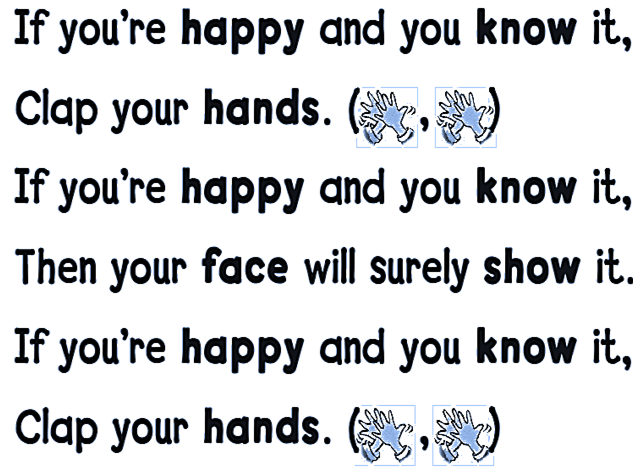 If you're happy and you know it,
Clap your hands. ( , )
If you're happy and you know it,
Then your face will surely show it.
If you're happy and you know it,
Clap your hands. ( , )